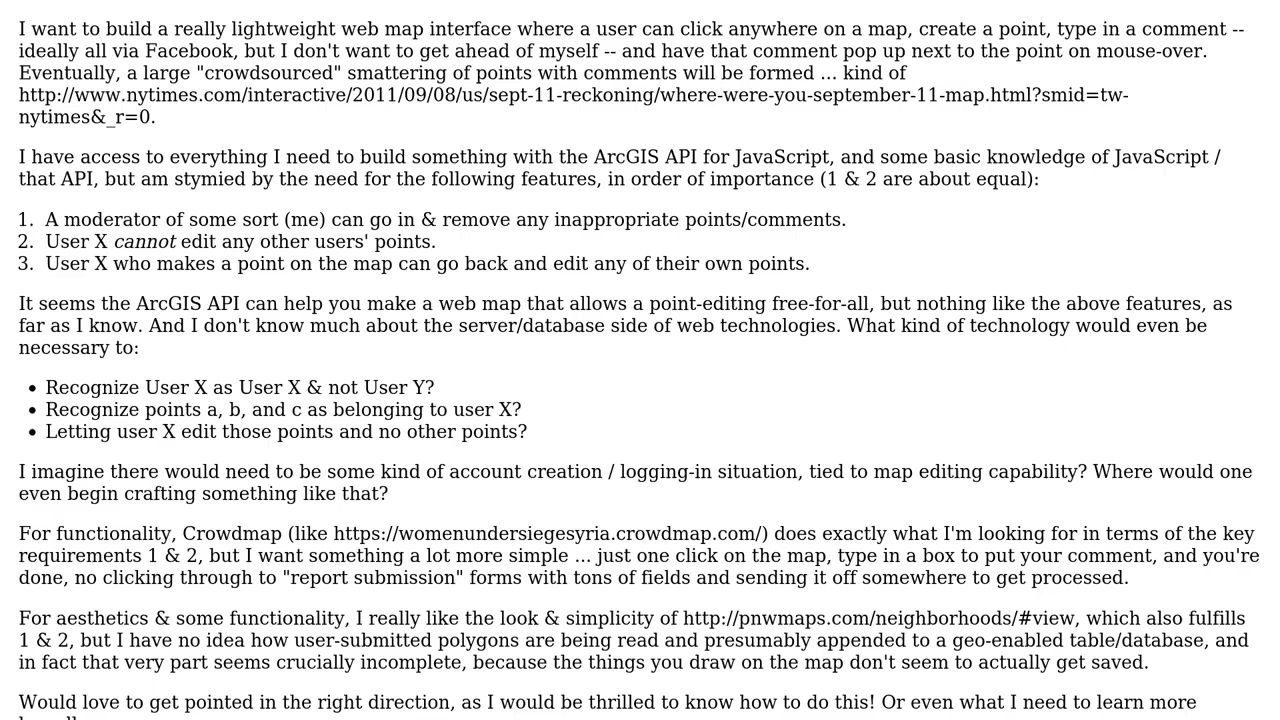 I want to build a really lightweight web map interface where a user can click anywhere on a map, create a point, type in a comment --
ideally all via Facebook, but I don't want to get ahead of myself -- and have that comment pop up next to the point on mouse-over.
Eventually, a large "crowdsourced" smattering of points with comments will be formed ... kind of
http://www.nytimes.com/interactive/2011/09/08/us/sept-11-reckoning/where-were-you-september-11-map.html?smid=tw-
nytimes&_r=0.
I have access to everything I need to build something with the ArcGIS API for JavaScript, and some basic knowledge of JavaScript /
that API, but am stymied by the need for the following features, in order of importance (1 & 2 are about equal):
1. A moderator of some sort (me) can go in & remove any inappropriate points/comments.
2. User X cannot edit any other users' points.
3. User X who makes a point on the map can go back and edit any of their own points.
It seems the ArcGIS API can help you make a web map that allows a point-editing free-for-all, but nothing like the above features, as
far as I know. And I don't know much about the server/database side of web technologies. What kind of technology would even be
necessary to:
• Recognize User X as User X & not User Y?
• Recognize points a, b, and c as belonging to user X?
• Letting user X edit those points and no other points?
I imagine there would need to be some kind of account creation / logging-in situation, tied to map editing capability? Where would one
even begin crafting something like that?
For functionality, Crowdmap (like https://womenundersiegesyria.crowdmap.com/) does exactly what I'm looking for in terms of the key
requirements 1 & 2, but I want something a lot more simple ... just one click on the map, type in a box to put your comment, and you're
done, no clicking through to "report submission" forms with tons of fields and sending it off somewhere to get processed.
For aesthetics & some functionality, I really like the look & simplicity of http://pnwmaps.com/neighborhoods/#view, which also fulfills
1 & 2, but I have no idea how user-submitted polygons are being read and presumably appended to a geo-enabled table/database, and
in fact that very part seems crucially incomplete, because the things you draw on the map don't seem to actually get saved.
Would love to get pointed in the right direction, as I would be thrilled to know how to do this! Or even what I need to learn more